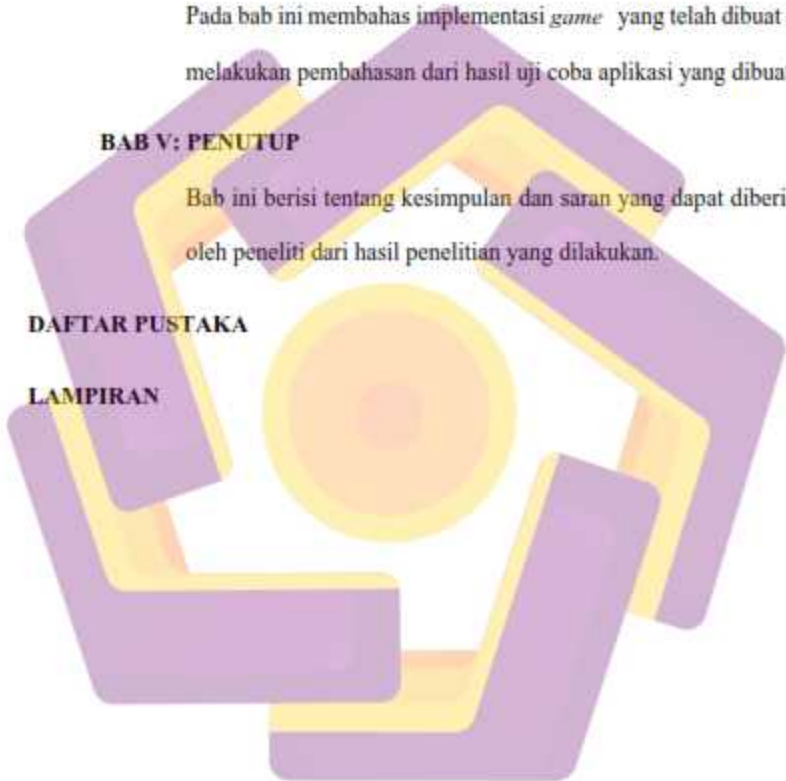 Pada bab ini membahas implementasi game yang telah dibuat
melakukan pembahasan dari hasil uji coba aplikasi yang dibuat
BAB V: PENUTUP
Bab ini berisi tentang kesimpulan dan saran yang dapat diberi
oleh peneliti dari hasil penelitian yang dilakukan.
DAFTAR PUSTAKA
LAMPIRAN